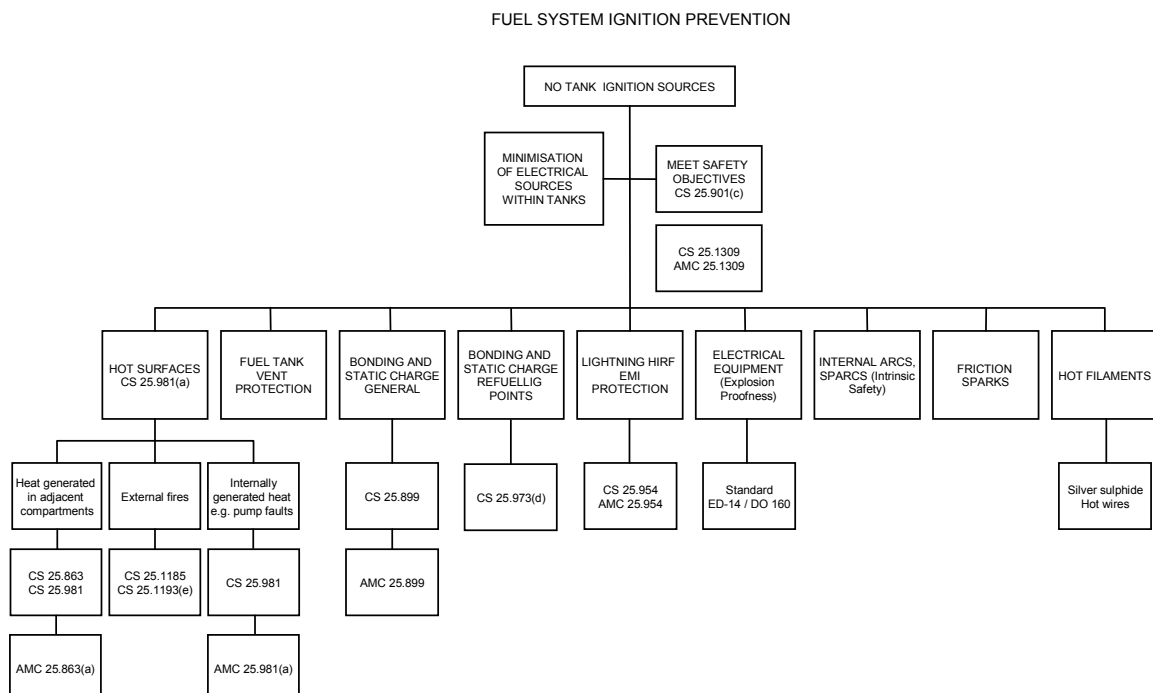 FUEL SYSTEM IGNITION PREVENTION
NO TANK IGNITION SOURCES
MINIMISATION
OF ELECTRICAL
SOURCES
WITHIN TANKS
MEET SAFETY
OBJECTIVES
CS 25.901(c)
CS 25.1309
AMC 25.1309
HOT SURFACES
CS 25.981(a)
FUEL TANK
VENT
PROTECTION
BONDING AND
STATIC CHARGE
GENERAL
BONDING AND
STATIC CHARGE
REFUELLIG
POINTS
LIGHTNING HIRF
EMI
PROTECTION
ELECTRICAL
EQUIPMENT
(Explosion
Proofness)
INTERNAL ARCS,
SPARCS (Intrinsic
Safety)
FRICTION
SPARKS
HOT FILAMENTS
Heat generated
in adjacent
compartments
External fires
Internally
generated heat
e.g. pump faults
CS 25.899
CS 25.973(d)
CS 25.954
AMC 25.954
Standard
ED-14 / DO 160
Silver sulphide
Hot wires
CS 25.863
CS 25.981
CS 25.1185
CS 25.1193(e)
CS 25.981
AMC 25.899
AMC 25.863(a)
AMC 25.981(a)